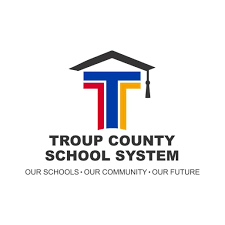 TROUP COUNTY
SCHOOL SYSTEM
OUR SCHOOLS • OUR COMMUNITY • OUR FUTURE